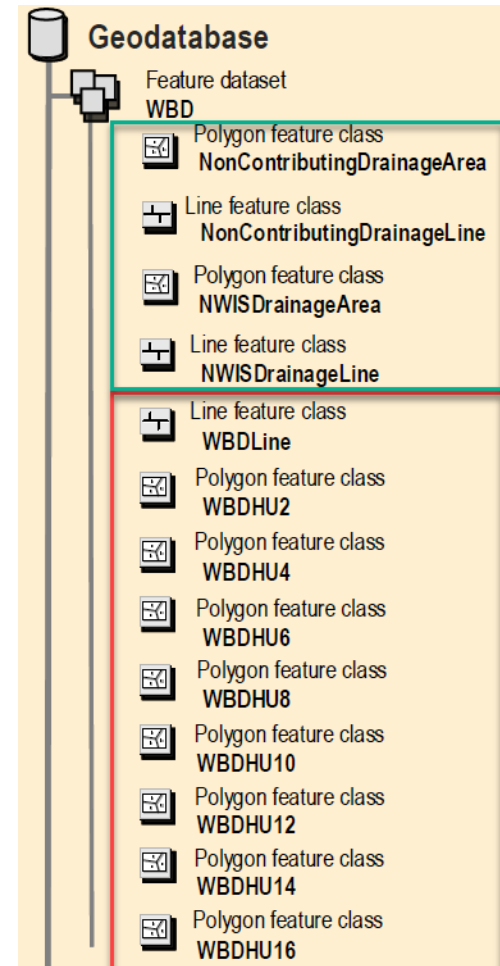 Geodatabase
Feature dataset
WBD
Polygon feature class
NonContributingDrainageArea
Line feature class
NonContributingDrainageLine
Polygon feature class
NWISDrainageArea
Line feature class
NWISDrainageLine
Line feature class
WBDLine
Polygon feature class
WBDHU2
Polygon feature class
WBDHU4
Polygon feature class
WBDHU6
Polygon feature class
WBDHU8
Polygon feature class
WBDHU10
Polygon feature class
WBDHU12
Polygon feature class
WBDHU14
Polygon feature class
WBDHU16